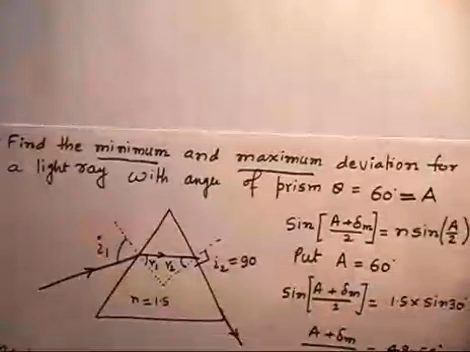 Find the minimum and maximum deviation for
a light ray with angle of prism θ = 60° = A
Sin[A+δm/2] = n sin(A/2)
Put A = 60°
Sin[A+δm/2] = 1.5 x sin30°
A+δm
i1
r1 r2
i2 = 90
n = 1.5